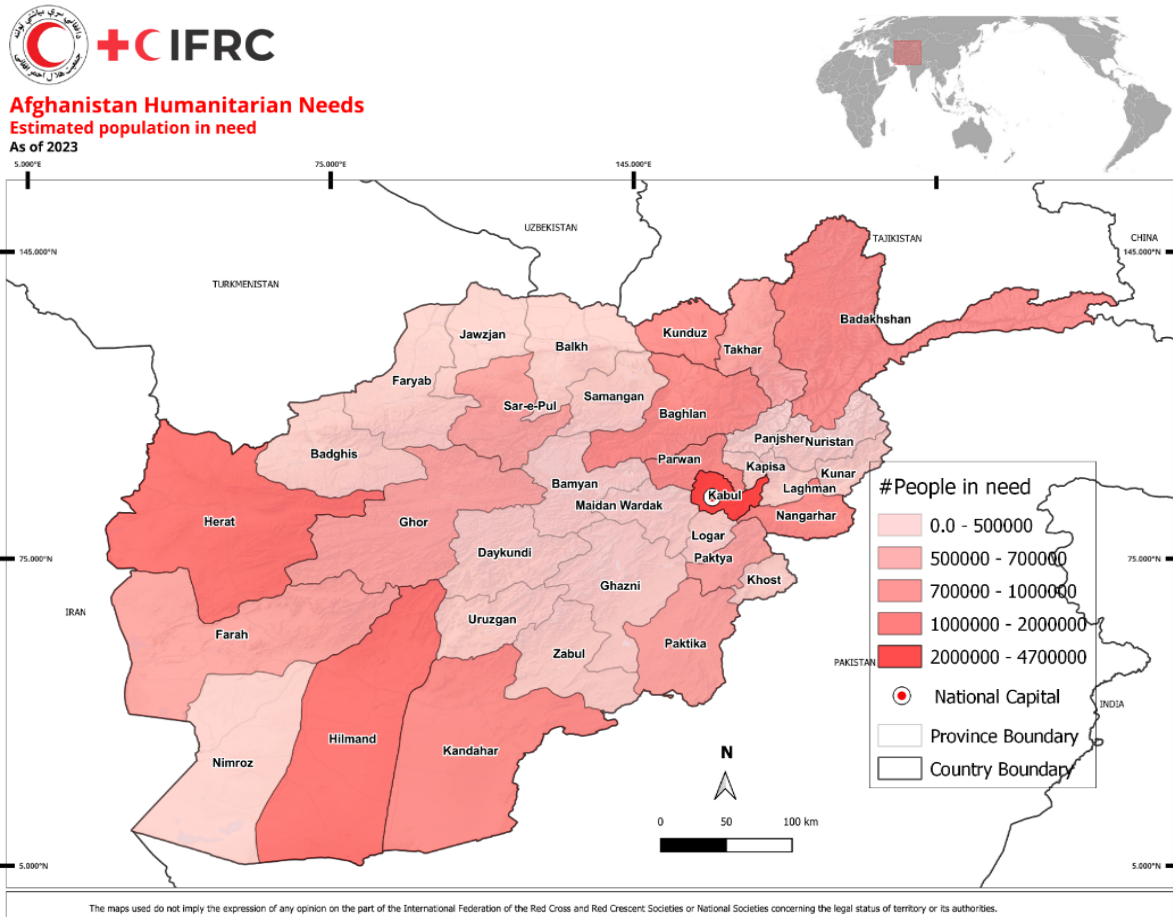 IFRC
Afghanistan Humanitarian Needs
Estimated population in need
As of 2023
5.000°E
75.000°E
145.000°E
145.000°N
145.000°N
UZBEKISTAN
TAJIKISTAN
CHINA
TURKMENISTAN
Badakhshan
Jawzjan
Balkh
Kunduz
Takhar
Faryab
Samangan
Sar-e-Pul
Baghlan
Badghis
Panjsher
Nuristan
Parwan
Kapisa
Kunar
Bamyan
Laghman
Kabul
Maidan Wardak
Herat
Ghor
Nangarhar
Logar
Daykundi
Paktya
Khost
Ghazni
75.000°N
75.000°N
IRAN
Uruzgan
Farah
Zabul
Paktika
PAKISTAN
INDIA
Hilmand
Kandahar
Nimroz
#People in need
0.0 - 500000
500000 - 700000
700000 - 1000000
1000000 - 2000000
2000000 - 4700000
National Capital
Province Boundary
Country Boundary
N
0 50 100 km
5.000°N
5.000°N
The maps used do not imply the expression of any opinion on the part of the International Federation of the Red Cross and Red Crescent Societies or National Societies concerning the legal status of territory or its authorities.